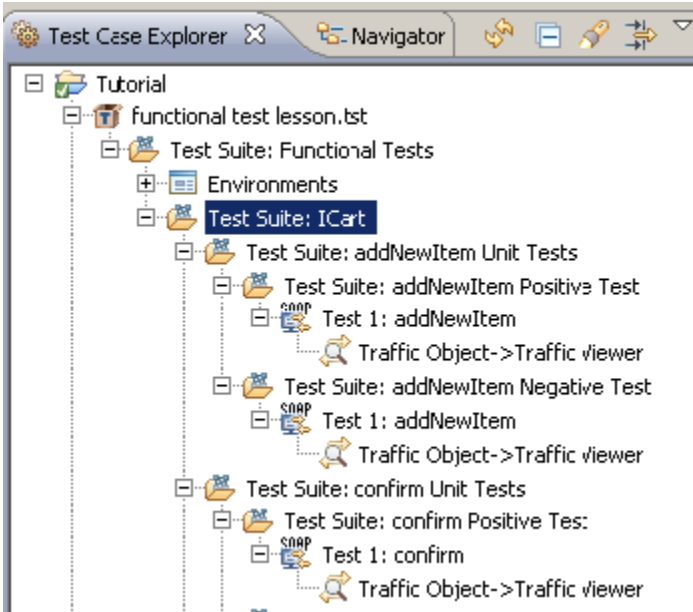 Test Case Explorer Navigator
Tutorial
functional test lesson.tst
Test Suite: Functional Tests
Environments
Test Suite: ICart
Test Suite: addNewItem Unit Tests
Test Suite: addNewItem Positive Test
SOAP Test 1: addNewItem
Traffic Object->Traffic Viewer
Test Suite: addNewItem Negative Test
SOAP Test 1: addNewItem
Traffic Object->Traffic Viewer
Test Suite: confirm Unit Tests
Test Suite: confirm Positive Test
SOAP Test 1: confirm
Traffic Object->Traffic Viewer